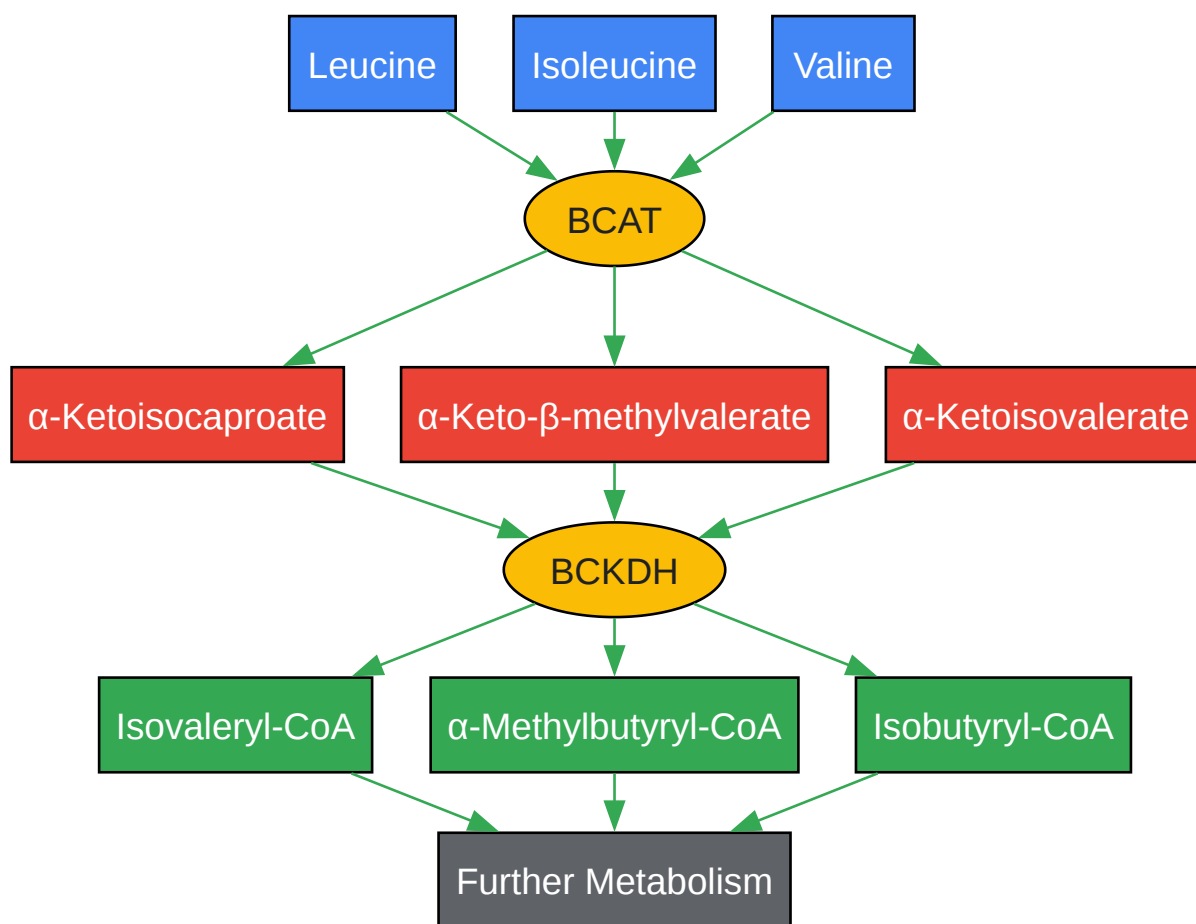 Leucine
Isoleucine
Valine
BCAT
α-Ketoisocaproate
α-Keto-β-methylvalerate
α-Ketoisovalerate
BCKDH
Isovaleryl-CoA
α-Methylbutyryl-CoA
Isobutyryl-CoA
Further Metabolism